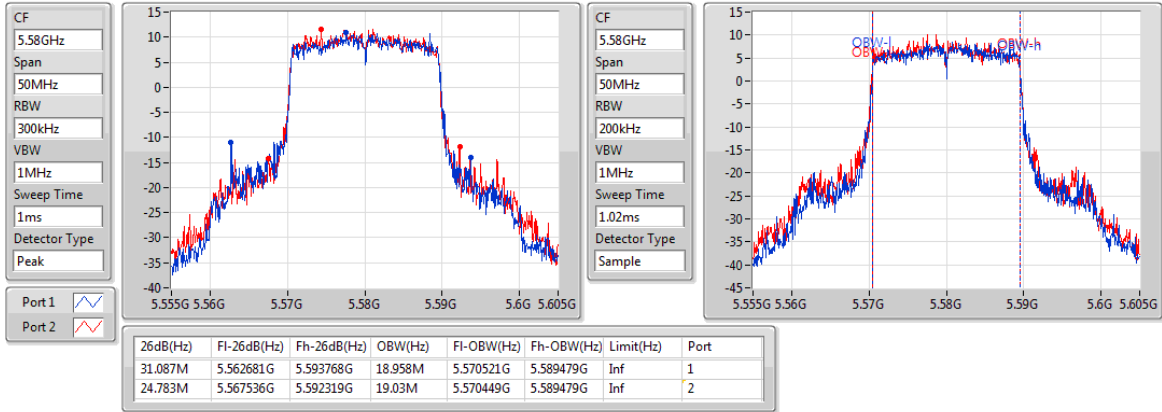 CF
5.58GHz
Span
50MHz
RBW
300kHz
VBW
1MHz
Sweep Time
1ms
Detector Type
Peak
Port 1
Port 2
15
10
5
0
-5
-10
-15
-20
-25
-30
-35
-40
5.555G 5.56G 5.57G 5.58G 5.59G 5.6G 5.605G
CF
5.58GHz
Span
50MHz
RBW
200kHz
VBW
1MHz
Sweep Time
1.02ms
Detector Type
Sample
15
10
5
0
-5
-10
-15
-20
-25
-30
-35
-40
-45
OBW-l
OBW-h
5.555G 5.56G 5.57G 5.58G 5.59G 5.6G 5.605G
26dB(Hz) Fl-26dB(Hz) Fh-26dB(Hz) OBW(Hz) Fl-OBW(Hz) Fh-OBW(Hz) Limit(Hz) Port
31.087M 5.562681G 5.593768G 18.958M 5.570521G 5.589479G Inf 1
24.783M 5.567536G 5.592319G 19.03M 5.570449G 5.589479G Inf 2